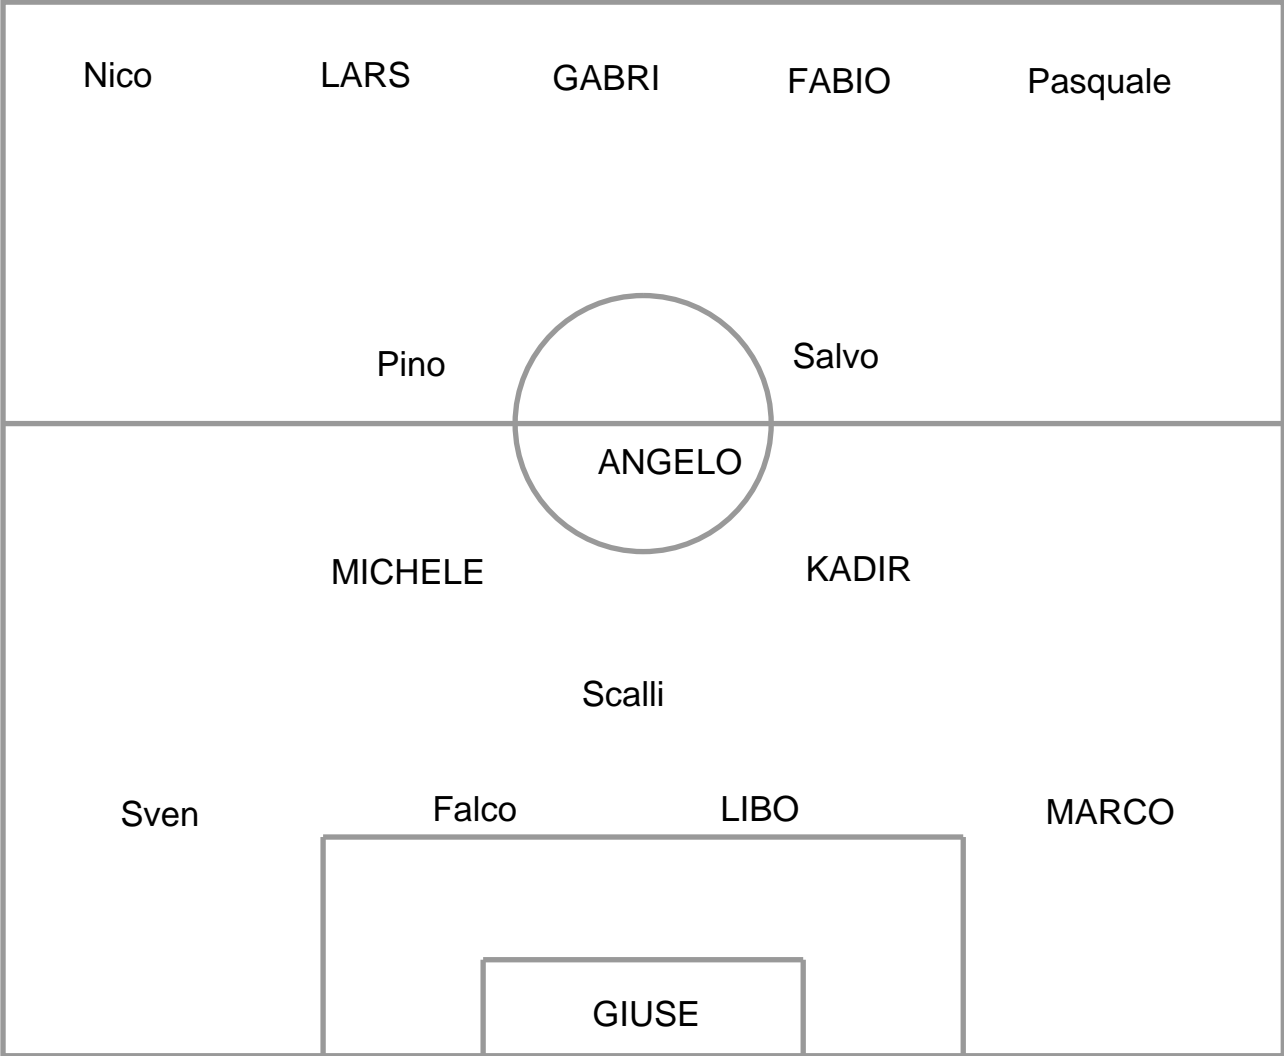 Nico LARS GABRI FABIO Pasquale
Pino Salvo
ANGELO
MICHELE KADIR
Scalli
Sven Falco LIBO MARCO
GIUSE